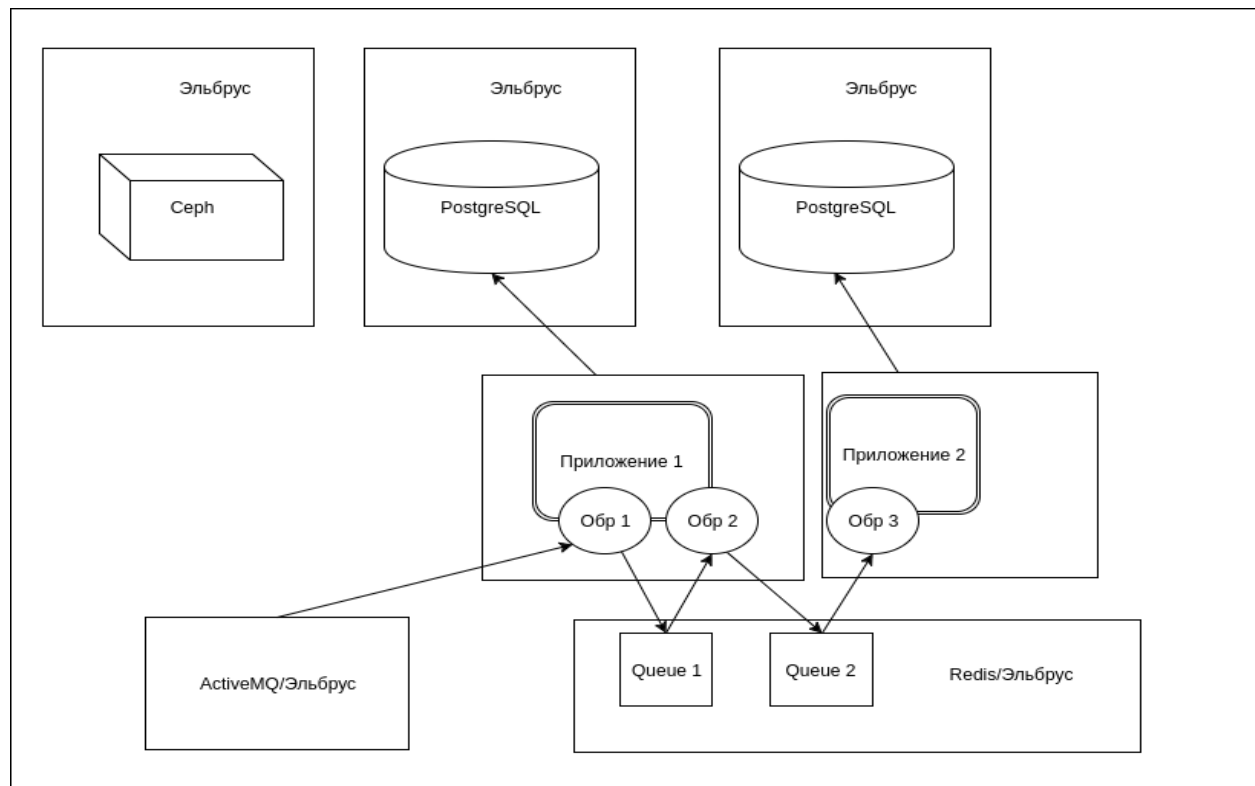 Эльбрус
Эльбрус
Эльбрус
Ceph
PostgreSQL
PostgreSQL
Приложение 1
Приложение 2
Обр 1
Обр 2
Обр 3
ActiveMQ/Эльбрус
Queue 1
Queue 2
Redis/Эльбрус